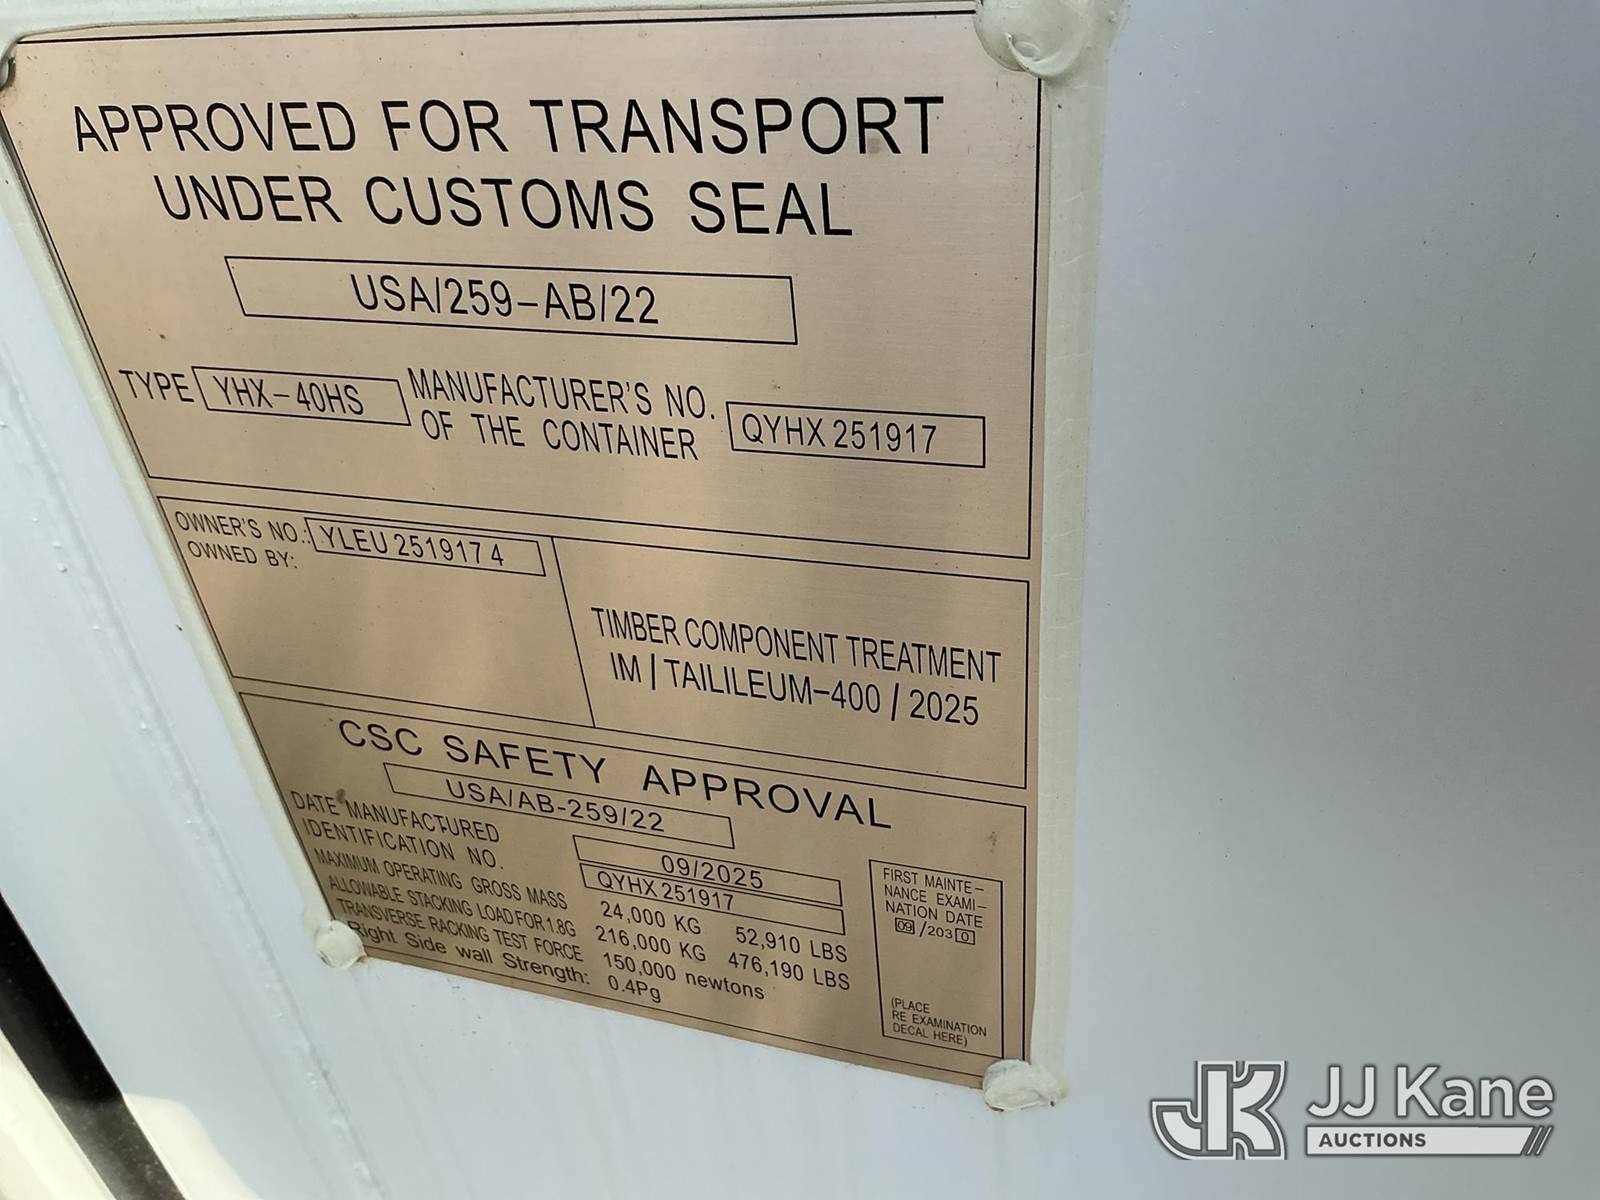 APPROVED FOR TRANSPORT
UNDER CUSTOMS SEAL
USA/259-AB/22
TYPE YHX-40HS MANUFACTURER'S NO.
OF THE CONTAINER QYHX 251917
OWNER'S NO.: YLEU 251917 4
OWNED BY:
TIMBER COMPONENT TREATMENT
IM / TAILILEUM-400 / 2025
CSC SAFETY APPROVAL
USA/AB-259/22
DATE MANUFACTURED 09/2025
IDENTIFICATION NO. QYHX 251917
MAXIMUM OPERATING GROSS MASS 24,000 KG 52,910 LBS
ALLOWABLE STACKING LOAD FOR 1.8G 216,000 KG 476,190 LBS
TRANSVERSE RACKING TEST FORCE 150,000 newtons
Right Side wall Strength: 0.4Pg
FIRST MAINTE-
NANCE EXAMI-
NATION DATE
09 /203 0
(PLACE
RE EXAMINATION
DECAL HERE)
JK JJ Kane
AUCTIONS